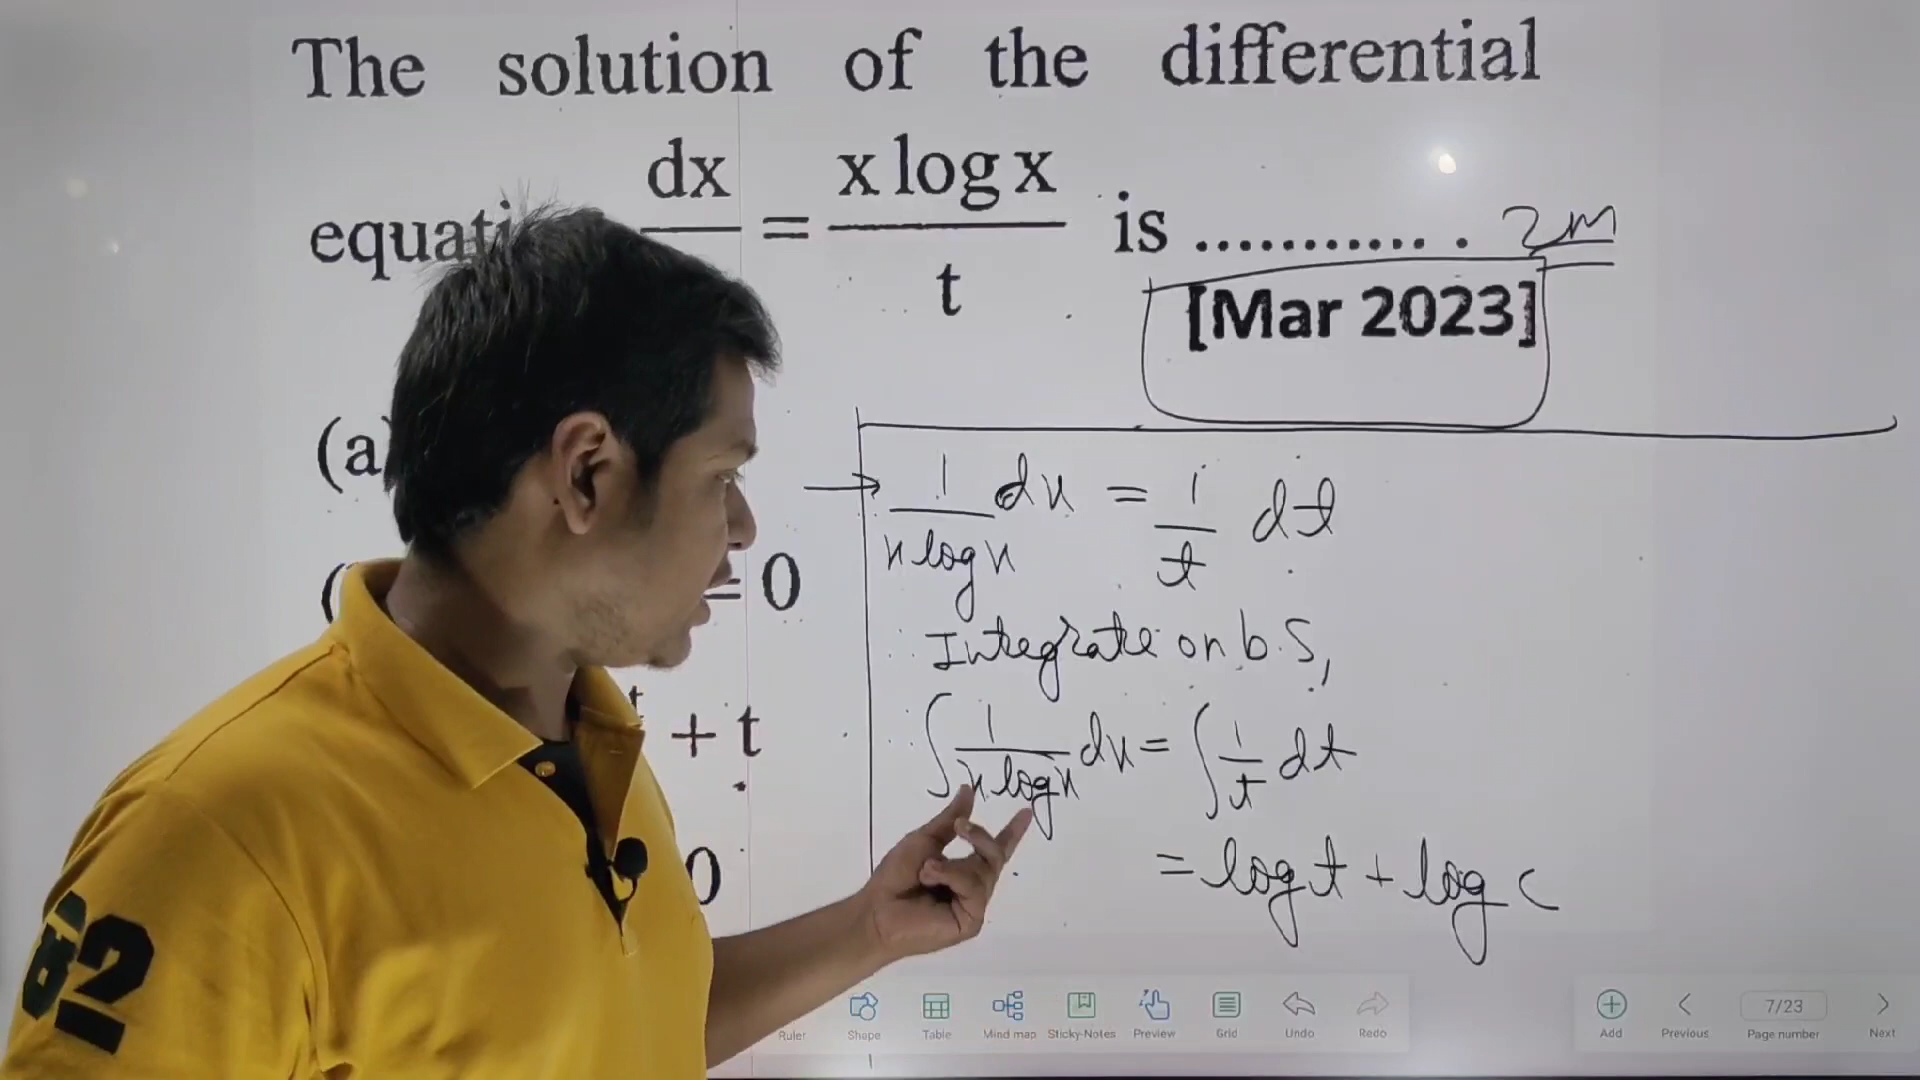 The solution of the differential
equati dx/dt = x log x / t is ............ . 2M
[Mar 2023]
(a)
= 0
t + t
0
1/(x log x) dx = 1/t dt
Integrate on b.S,
∫ 1/(x log x) dx = ∫ 1/t dt
= log t + log c
82
Ruler Shape Table Mind map Sticky-Notes Preview Grid Undo Redo Add Previous 7/23 Page number Next